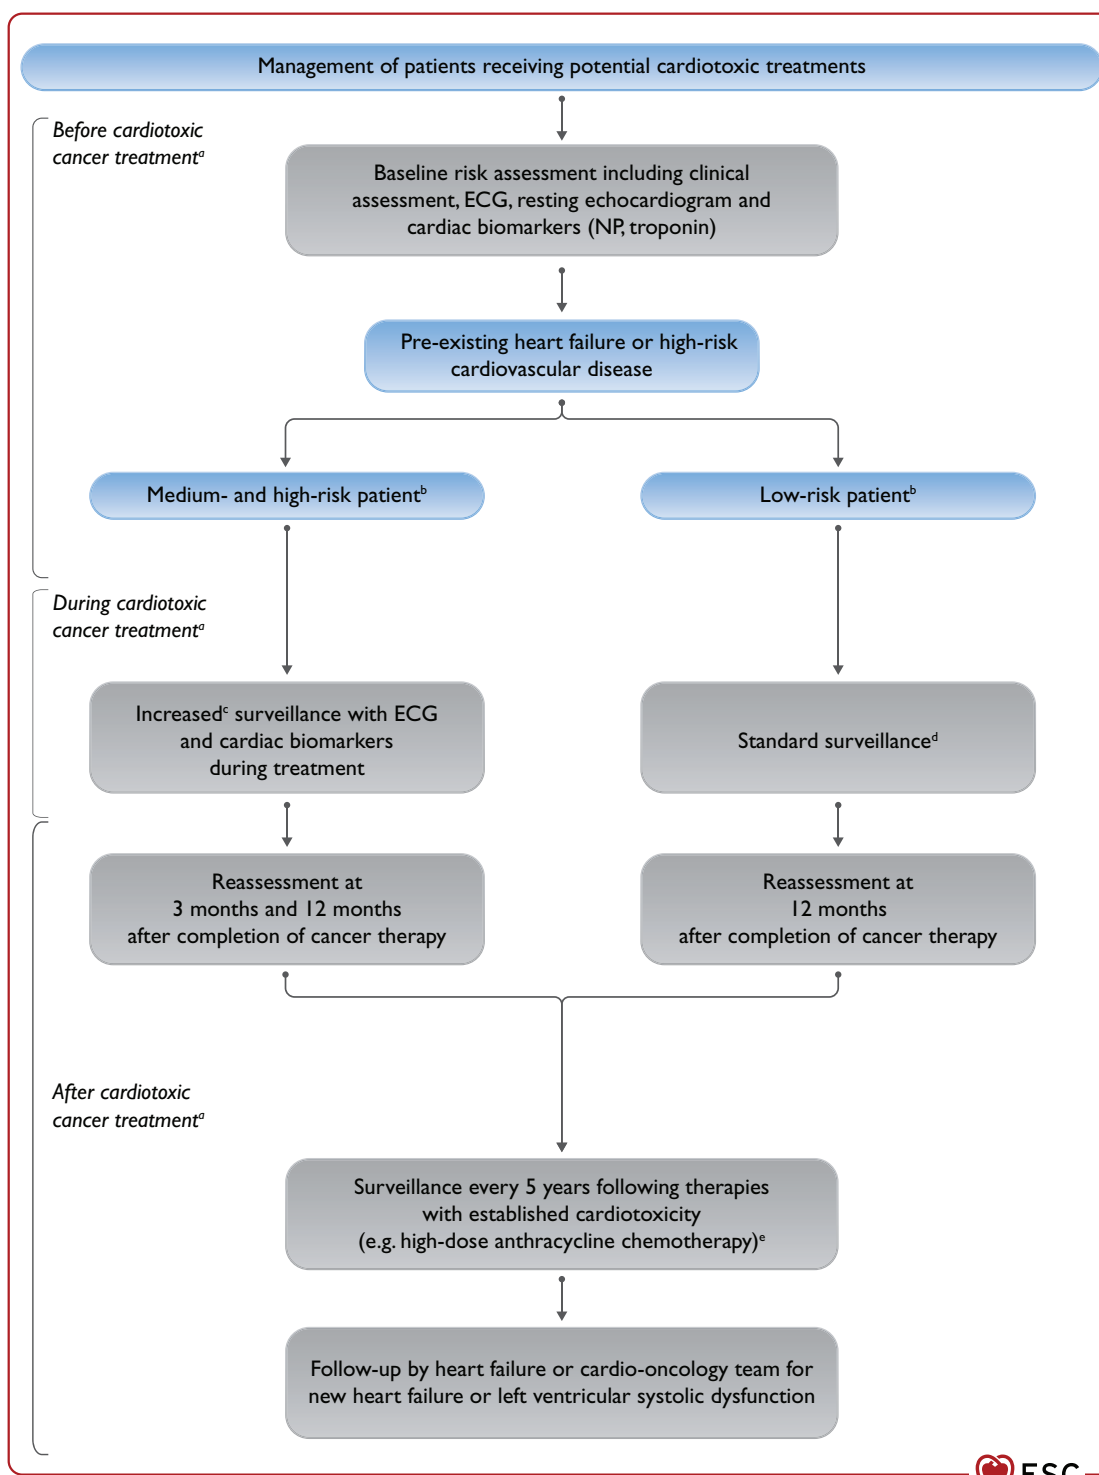 Management of patients receiving potential cardiotoxic treatments
Before cardiotoxic
cancer treatmentᵃ
Baseline risk assessment including clinical
assessment, ECG, resting echocardiogram and
cardiac biomarkers (NP, troponin)
Pre-existing heart failure or high-risk
cardiovascular disease
Medium- and high-risk patientᵇ
Low-risk patientᵇ
During cardiotoxic
cancer treatmentᵃ
Increasedᶜ surveillance with ECG
and cardiac biomarkers
during treatment
Standard surveillanceᵈ
Reassessment at
3 months and 12 months
after completion of cancer therapy
Reassessment at
12 months
after completion of cancer therapy
After cardiotoxic
cancer treatmentᵃ
Surveillance every 5 years following therapies
with established cardiotoxicity
(e.g. high-dose anthracycline chemotherapy)ᵉ
Follow-up by heart failure or cardio-oncology team for
new heart failure or left ventricular systolic dysfunction
ESC